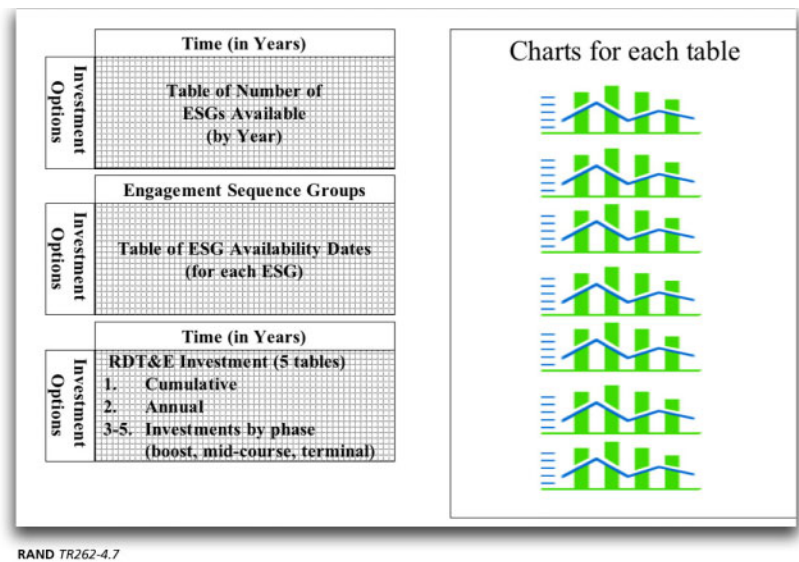 Time (in Years)
Investment
Options
Table of Number of
ESGs Available
(by Year)
Engagement Sequence Groups
Investment
Options
Table of ESG Availability Dates
(for each ESG)
Time (in Years)
Investment
Options
RDT&E Investment (5 tables)
1. Cumulative
2. Annual
3-5. Investments by phase
(boost, mid-course, terminal)
Charts for each table
RAND TR262-4.7